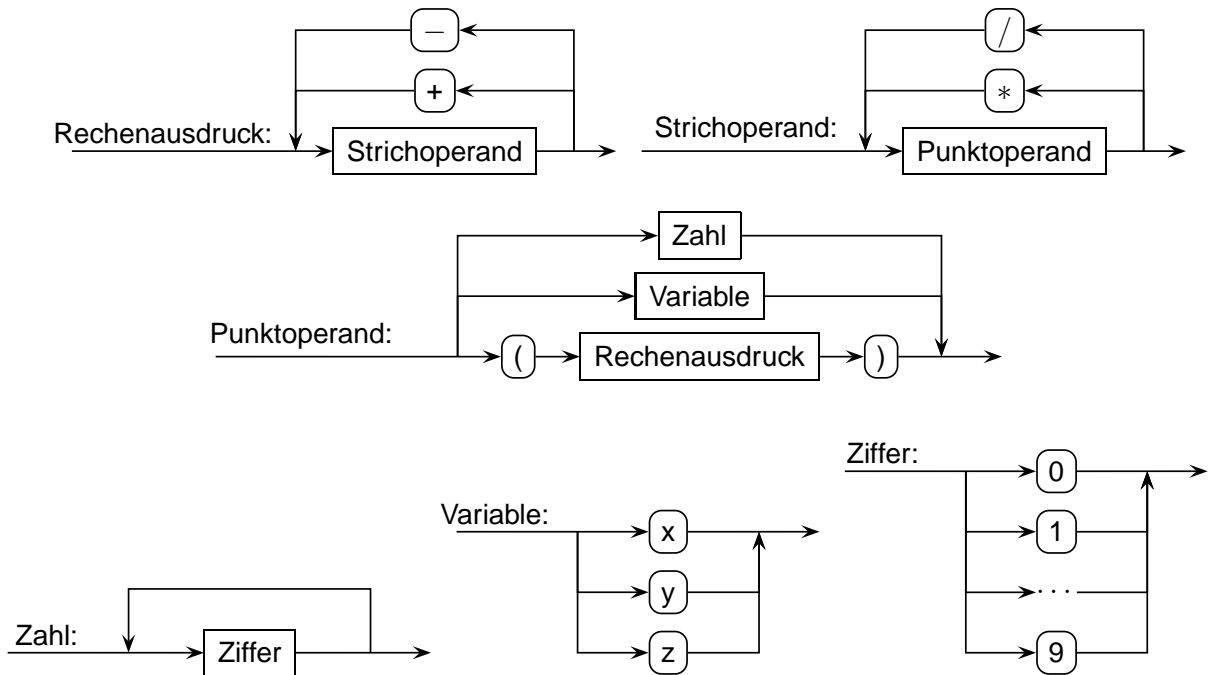 − /
+ ∗
Rechenausdruck: Strichoperand Strichoperand: Punktoperand
Zahl
Variable
Punktoperand: ( Rechenausdruck )
Ziffer: 0
Variable: x 1
y ···
Zahl: Ziffer z 9